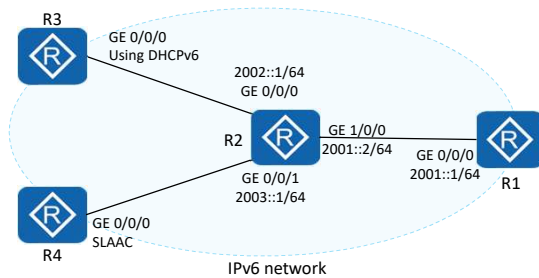 R3
GE 0/0/0
Using DHCPv6
2002::1/64
GE 0/0/0
R
R
R2
GE 1/0/0
2001::2/64
GE 0/0/0
2001::1/64
R
R1
GE 0/0/1
2003::1/64
R
GE 0/0/0
SLAAC
R4
IPv6 network